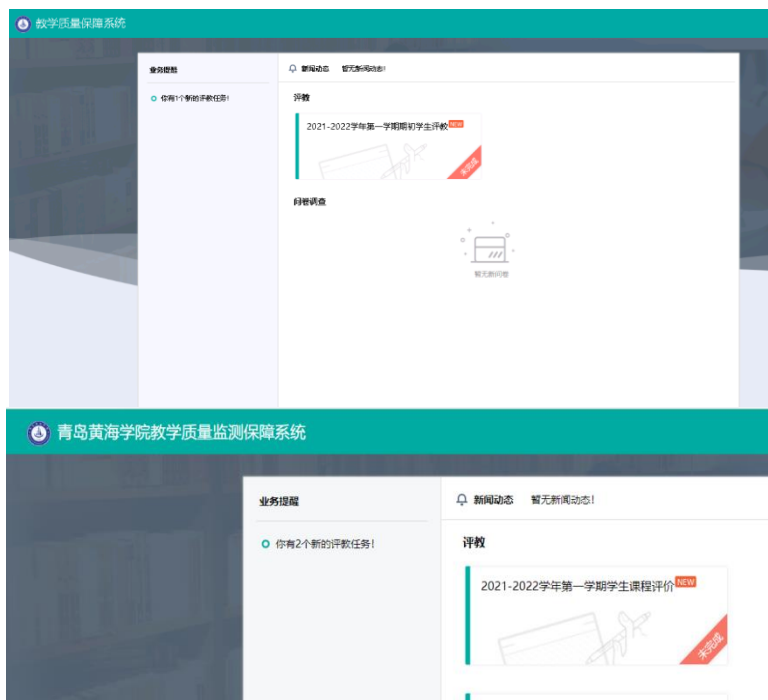 教学质量保障系统
业务提醒
新闻动态 暂无新闻动态!
你有1个新的评教任务!
评教
2021-2022学年第一学期期初学生评教 NEW
未完成
问卷调查
暂无新问卷
青岛黄海学院教学质量监测保障系统
业务提醒
新闻动态 暂无新闻动态!
你有2个新的评教任务!
评教
2021-2022学年第一学期学生课程评价 NEW
未完成